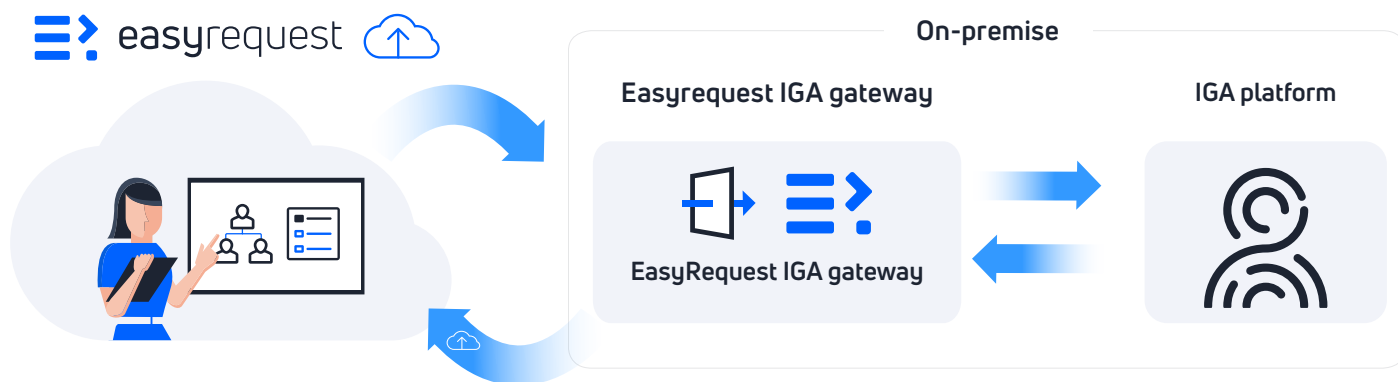 easyrequest
On-premise
Easyrequest IGA gateway
IGA platform
EasyRequest IGA gateway